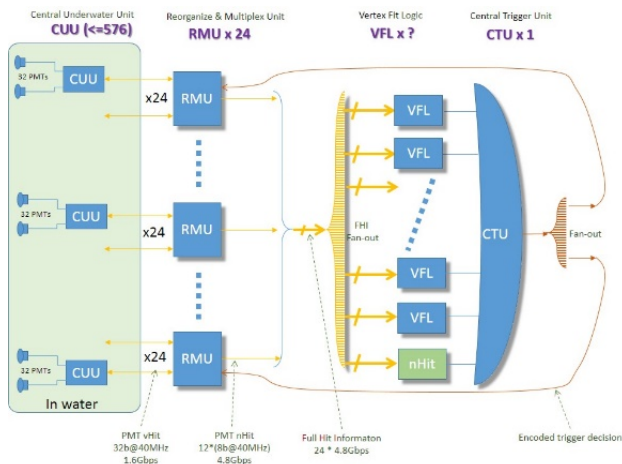 Central Underwater Unit
CUU (<=576)
Reorganize & Multiplex Unit
RMU x 24
Vertex Fit Logic
VFL x ?
Central Trigger Unit
CTU x 1
32 PMTs
CUU
x24
RMU
VFL
VFL
32 PMTs
CUU
x24
RMU
FHI
Fan-out
CTU
Fan-out
VFL
VFL
32 PMTs
CUU
x24
RMU
nHit
In water
PMT vHit
32b@40MHz
1.6Gbps
PMT nHit
12*(8b@40MHz)
4.8Gbps
Full Hit Informaton
24 * 4.8Gbps
Encoded trigger decision